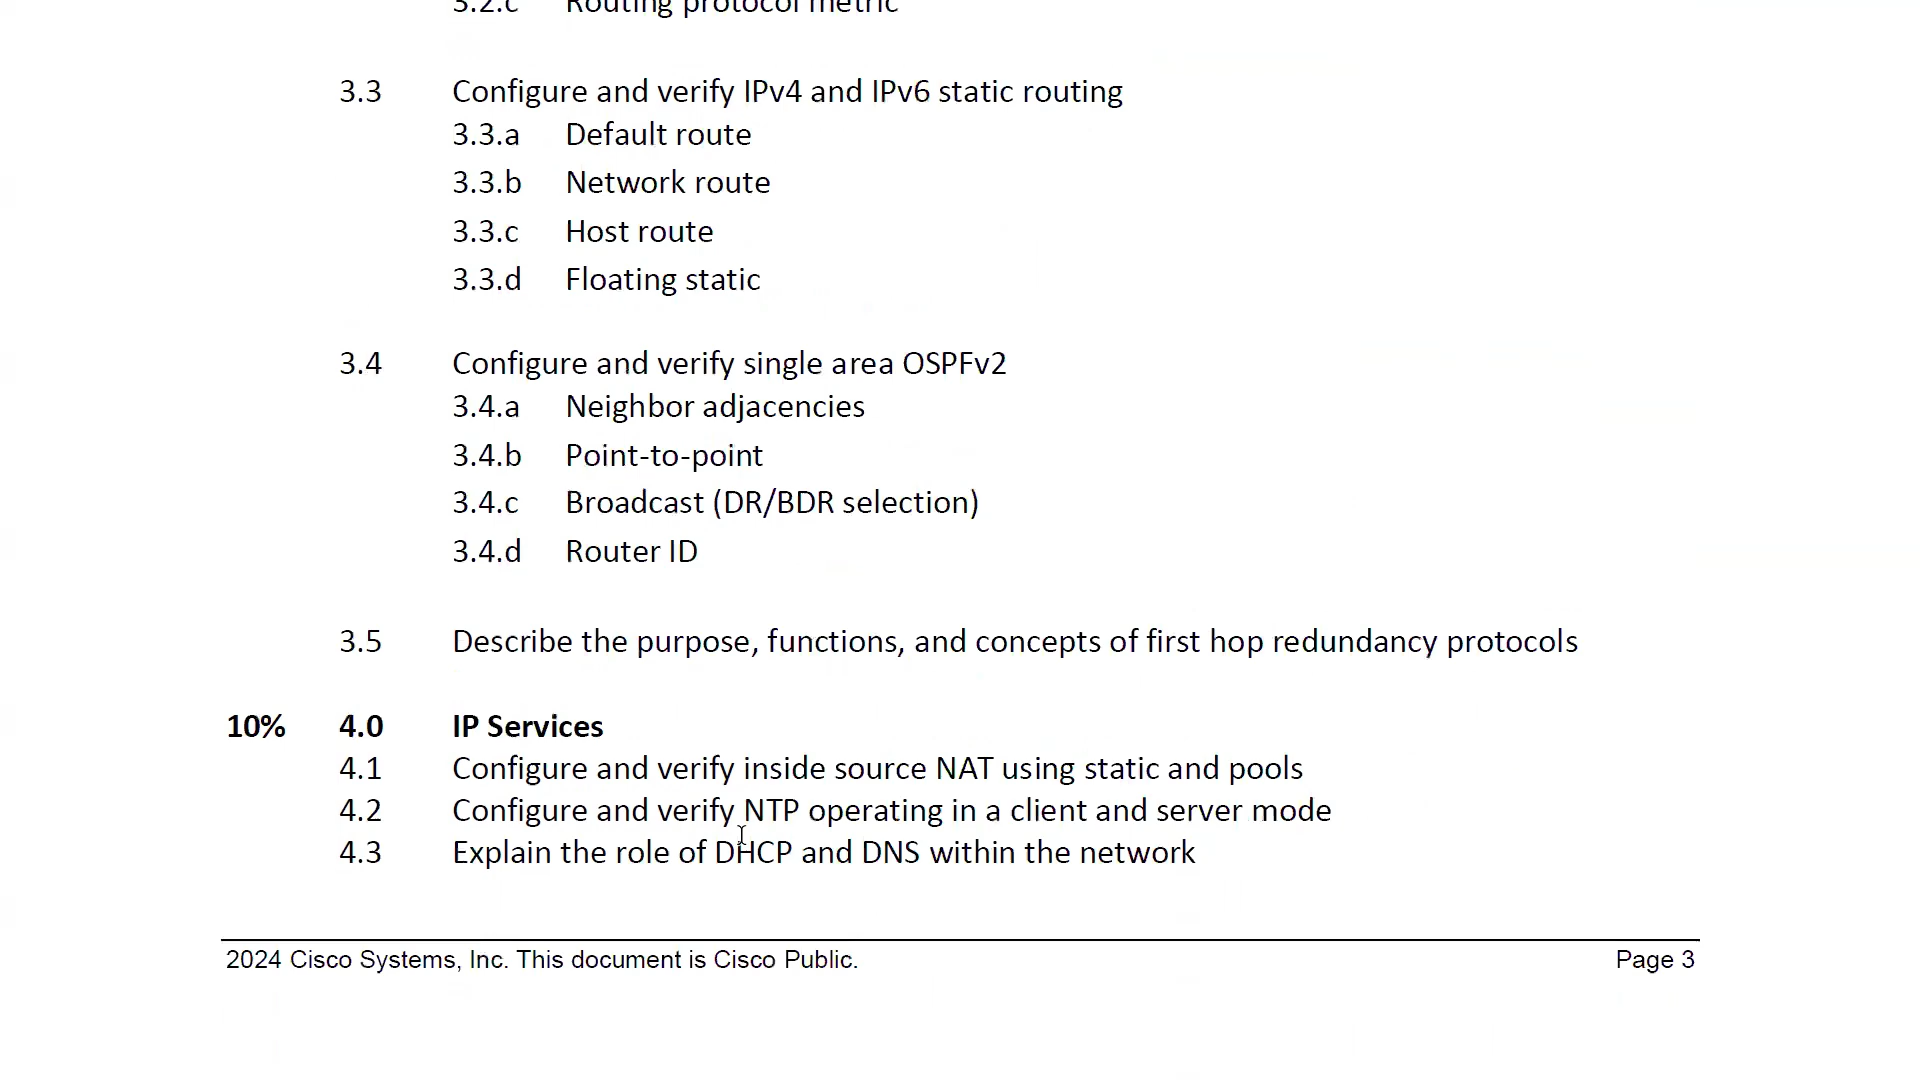 3.2.c Routing protocol metric
3.3 Configure and verify IPv4 and IPv6 static routing
3.3.a Default route
3.3.b Network route
3.3.c Host route
3.3.d Floating static
3.4 Configure and verify single area OSPFv2
3.4.a Neighbor adjacencies
3.4.b Point-to-point
3.4.c Broadcast (DR/BDR selection)
3.4.d Router ID
3.5 Describe the purpose, functions, and concepts of first hop redundancy protocols
10% 4.0 IP Services
4.1 Configure and verify inside source NAT using static and pools
4.2 Configure and verify NTP operating in a client and server mode
4.3 Explain the role of DHCP and DNS within the network
2024 Cisco Systems, Inc. This document is Cisco Public. Page 3